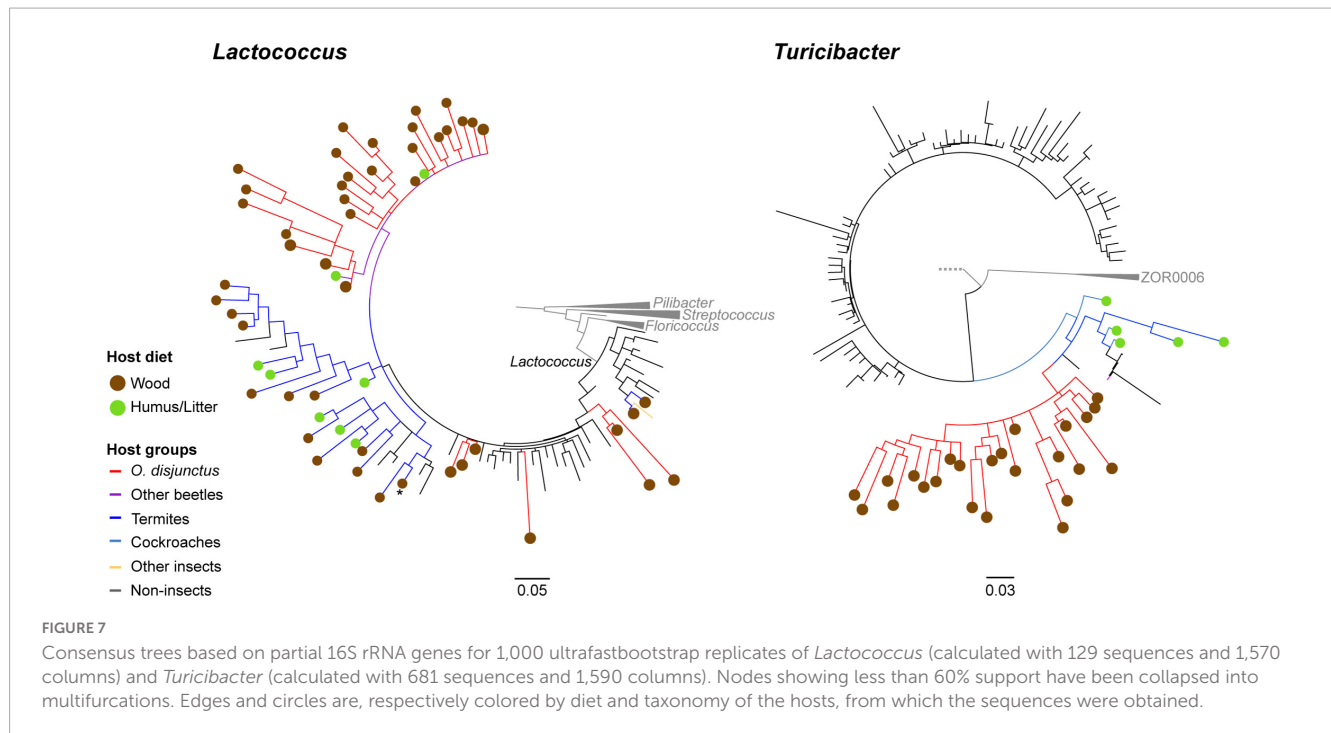 Lactococcus
Turicibacter
Pilibacter
Streptococcus
Floricoccus
Lactococcus
ZOR0006
Host diet
Wood
Humus/Litter
Host groups
O. disjunctus
Other beetles
Termites
Cockroaches
Other insects
Non-insects
*
0.05
0.03
FIGURE 7
Consensus trees based on partial 16S rRNA genes for 1,000 ultrafastbootstrap replicates of Lactococcus (calculated with 129 sequences and 1,570
columns) and Turicibacter (calculated with 681 sequences and 1,590 columns). Nodes showing less than 60% support have been collapsed into
multifurcations. Edges and circles are, respectively colored by diet and taxonomy of the hosts, from which the sequences were obtained.